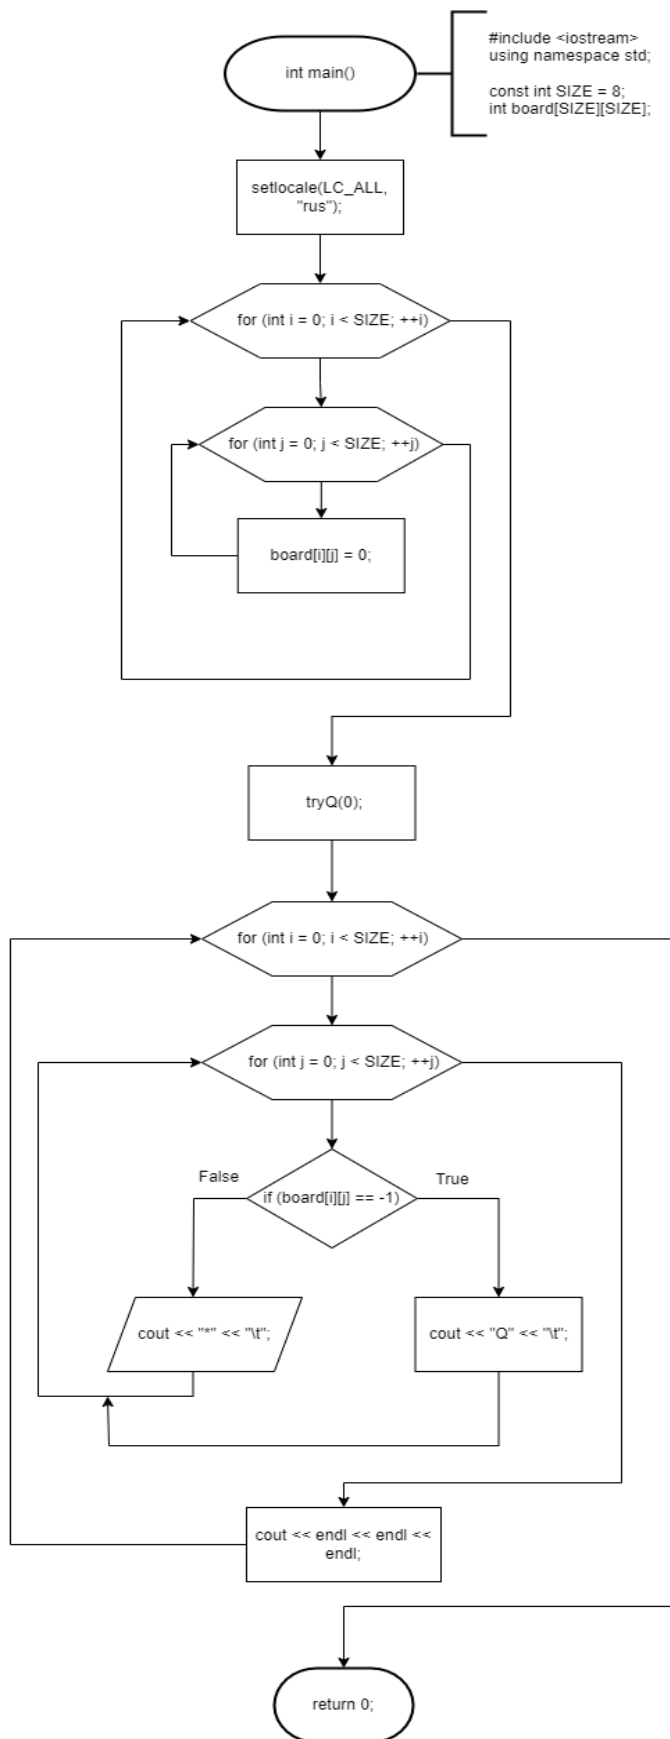 int main()
#include <iostream>
using namespace std;
const int SIZE = 8;
int board[SIZE][SIZE];
setlocale(LC_ALL,
"rus");
for (int i = 0; i < SIZE; ++i)
for (int j = 0; j < SIZE; ++j)
board[i][j] = 0;
tryQ(0);
for (int i = 0; i < SIZE; ++i)
for (int j = 0; j < SIZE; ++j)
if (board[i][j] == -1)
False
True
cout << "*" << "\t";
cout << "Q" << "\t";
cout << endl << endl <<
endl;
return 0;